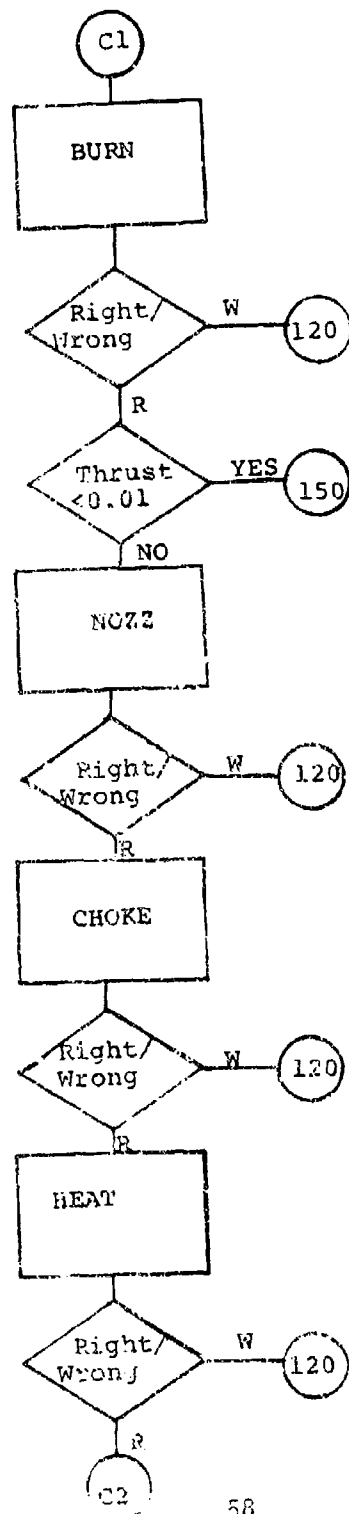 C1
BURN
Right/
Wrong
W
120
R
Thrust
<0.01
YES
150
NO
NOZZ
Right/
Wrong
W
120
R
CHOKE
Right/
Wrong
W
120
R
HEAT
Right/
Wrong
W
120
R
C2
58